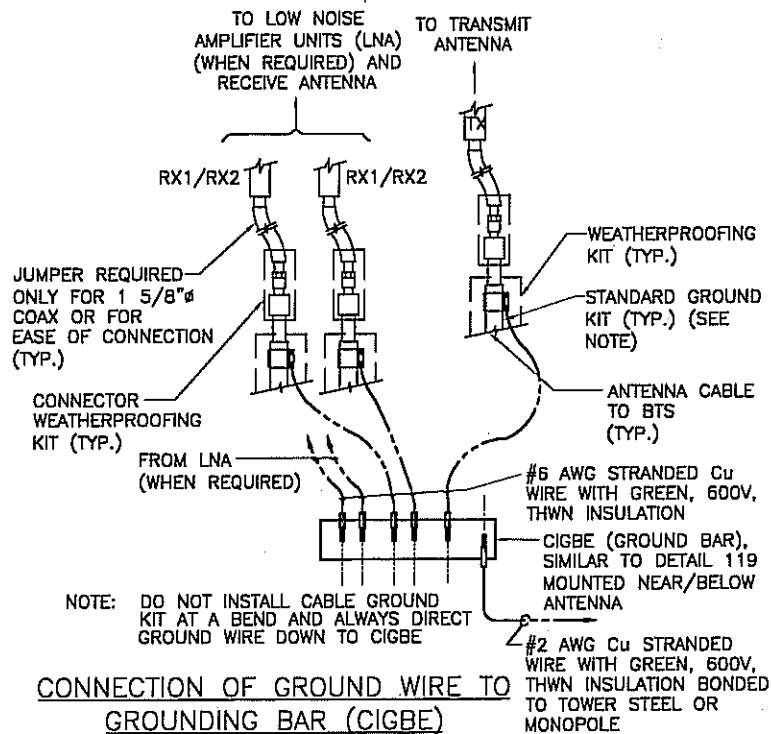 TO LOW NOISE
AMPLIFIER UNITS (LNA)
(WHEN REQUIRED) AND
RECEIVE ANTENNA
TO TRANSMIT
ANTENNA
TX
RX1/RX2
RX1/RX2
WEATHERPROOFING
KIT (TYP.)
JUMPER REQUIRED
ONLY FOR 1 5/8"ø
COAX OR FOR
EASE OF CONNECTION
(TYP.)
STANDARD GROUND
KIT (TYP.) (SEE
NOTE)
CONNECTOR
WEATHERPROOFING
KIT (TYP.)
ANTENNA CABLE
TO BTS
(TYP.)
FROM LNA
(WHEN REQUIRED)
#6 AWG STRANDED Cu
WIRE WITH GREEN, 600V,
THWN INSULATION
CIGBE (GROUND BAR),
SIMILAR TO DETAIL 119
MOUNTED NEAR/BELOW
ANTENNA
NOTE: DO NOT INSTALL CABLE GROUND
KIT AT A BEND AND ALWAYS DIRECT
GROUND WIRE DOWN TO CIGBE
#2 AWG Cu STRANDED
WIRE WITH GREEN, 600V,
THWN INSULATION BONDED
TO TOWER STEEL OR
MONOPOLE
CONNECTION OF GROUND WIRE TO
GROUNDING BAR (CIGBE)